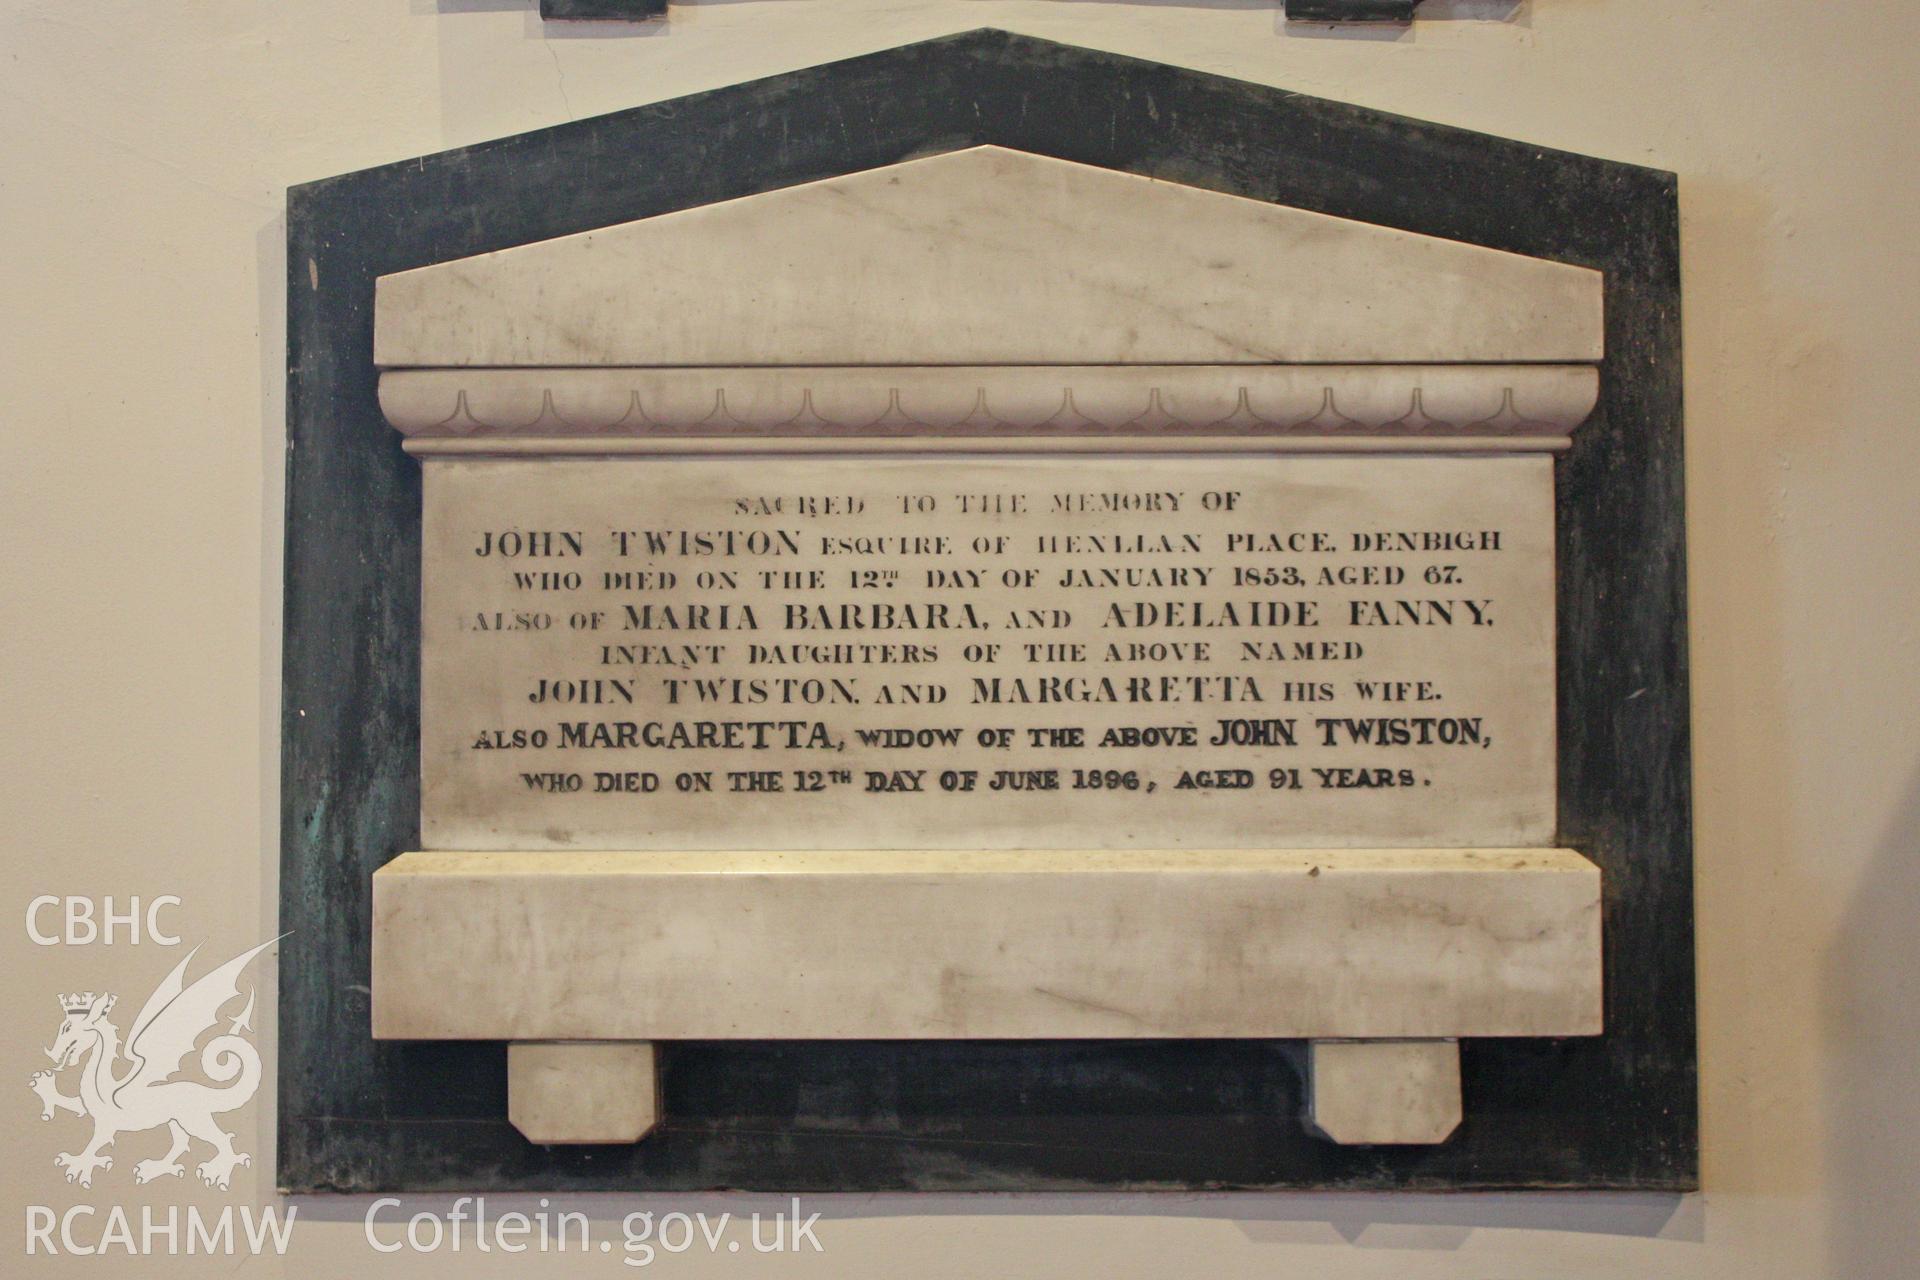 SACRED TO THE MEMORY OF
JOHN TWISTON ESQUIRE OF HENLLAN PLACE, DENBIGH
WHO DIED ON THE 12TH DAY OF JANUARY 1853, AGED 67.
ALSO OF MARIA BARBARA, AND ADELAIDE FANNY,
INFANT DAUGHTERS OF THE ABOVE NAMED
JOHN TWISTON, AND MARGARETTA HIS WIFE.
ALSO MARGARETTA, WIDOW OF THE ABOVE JOHN TWISTON,
WHO DIED ON THE 12TH DAY OF JUNE 1896, AGED 91 YEARS.
CBHC
RCAHMW
Coflein.gov.uk